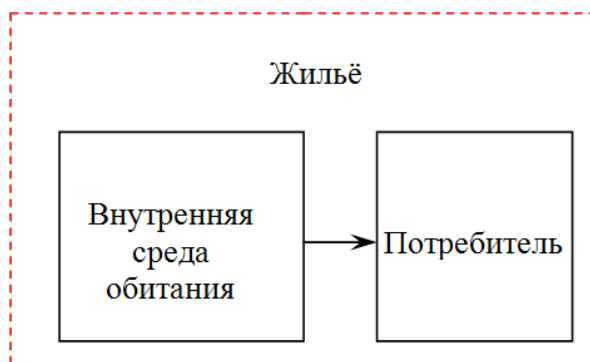 Жильё
Внутренняя
среда
обитания
Потребитель